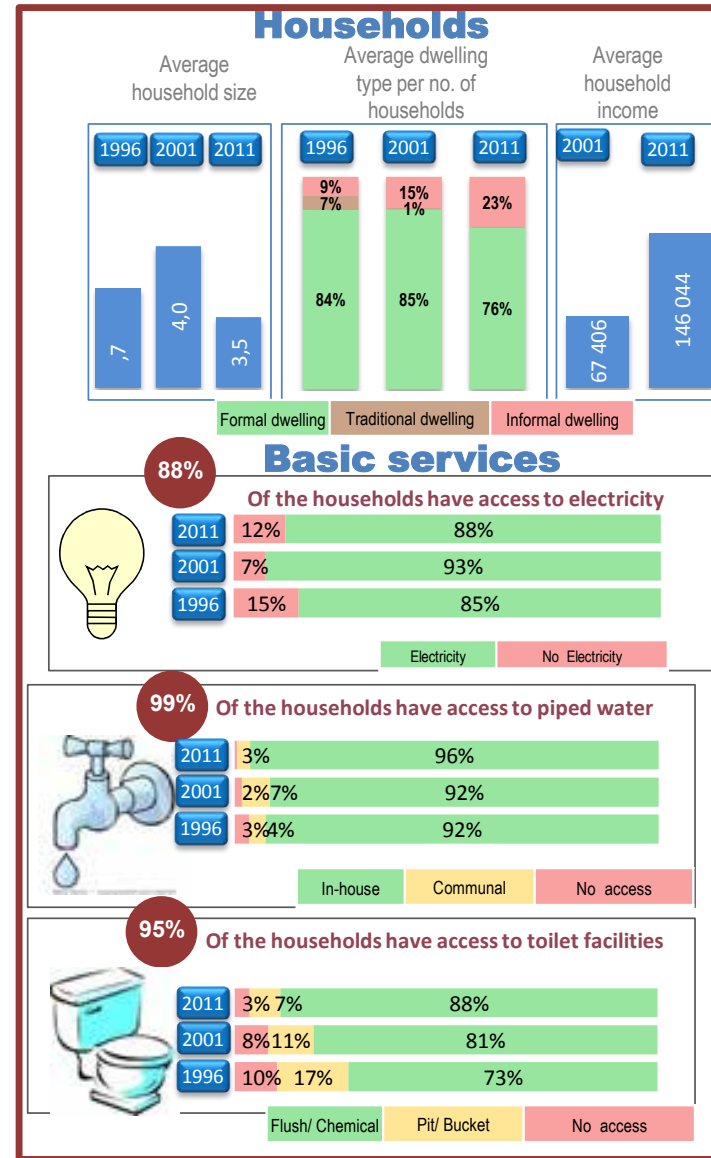 Households
Average
household size
Average dwelling
type per no. of
households
Average
household
income
1996 2001 2011
1996 2001 2011
2001 2011
,7
4,0
3,5
9% 15% 23%
7% 1%
84% 85% 76%
67 406
146 044
Formal dwelling Traditional dwelling Informal dwelling
Basic services
88%
Of the households have access to electricity
2011 12% 88%
2001 7% 93%
1996 15% 85%
Electricity No Electricity
99%
Of the households have access to piped water
2011 3% 96%
2001 2% 7% 92%
1996 3% 4% 92%
In-house Communal No access
95%
Of the households have access to toilet facilities
2011 3% 7% 88%
2001 8% 11% 81%
1996 10% 17% 73%
Flush/ Chemical Pit/ Bucket No access